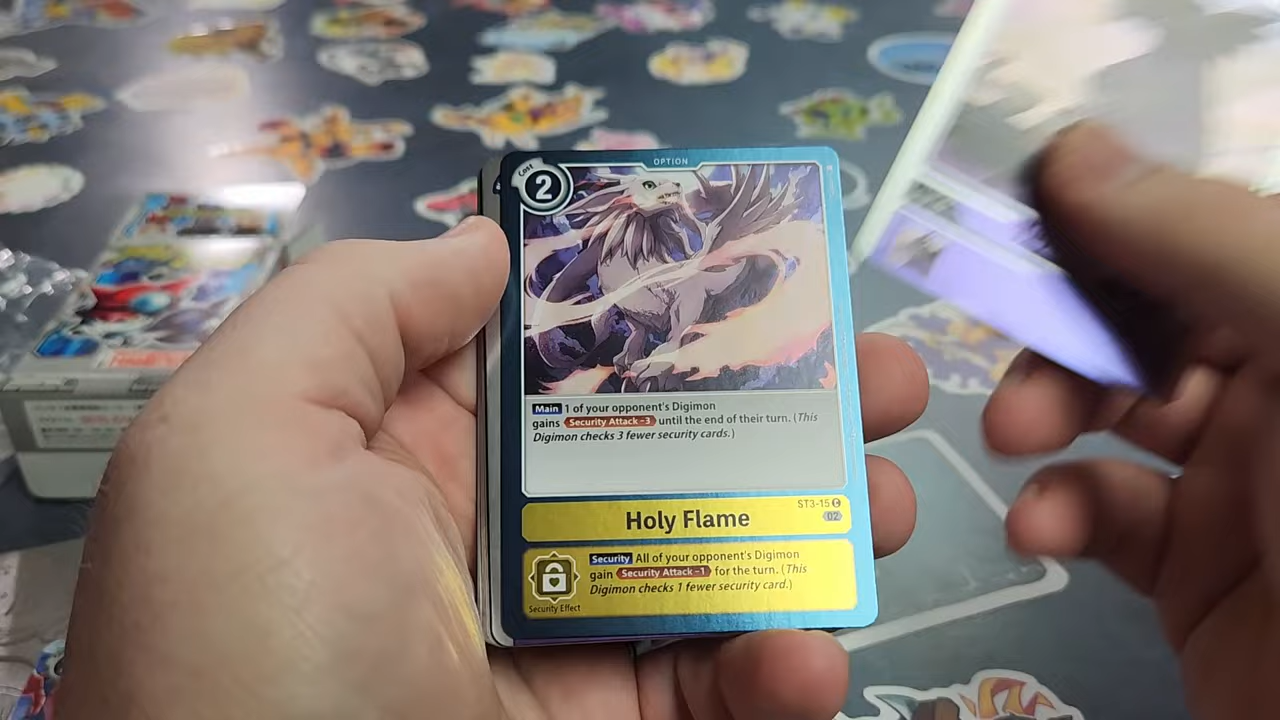 OPTION
Cost
2
Main 1 of your opponent's Digimon
gains Security Attack -3 until the end of their turn. (This
Digimon checks 3 fewer security cards.)
ST3-15 C
02
Holy Flame
Security All of your opponent's Digimon
gain Security Attack -1 for the turn. (This
Digimon checks 1 fewer security card.)
Security Effect